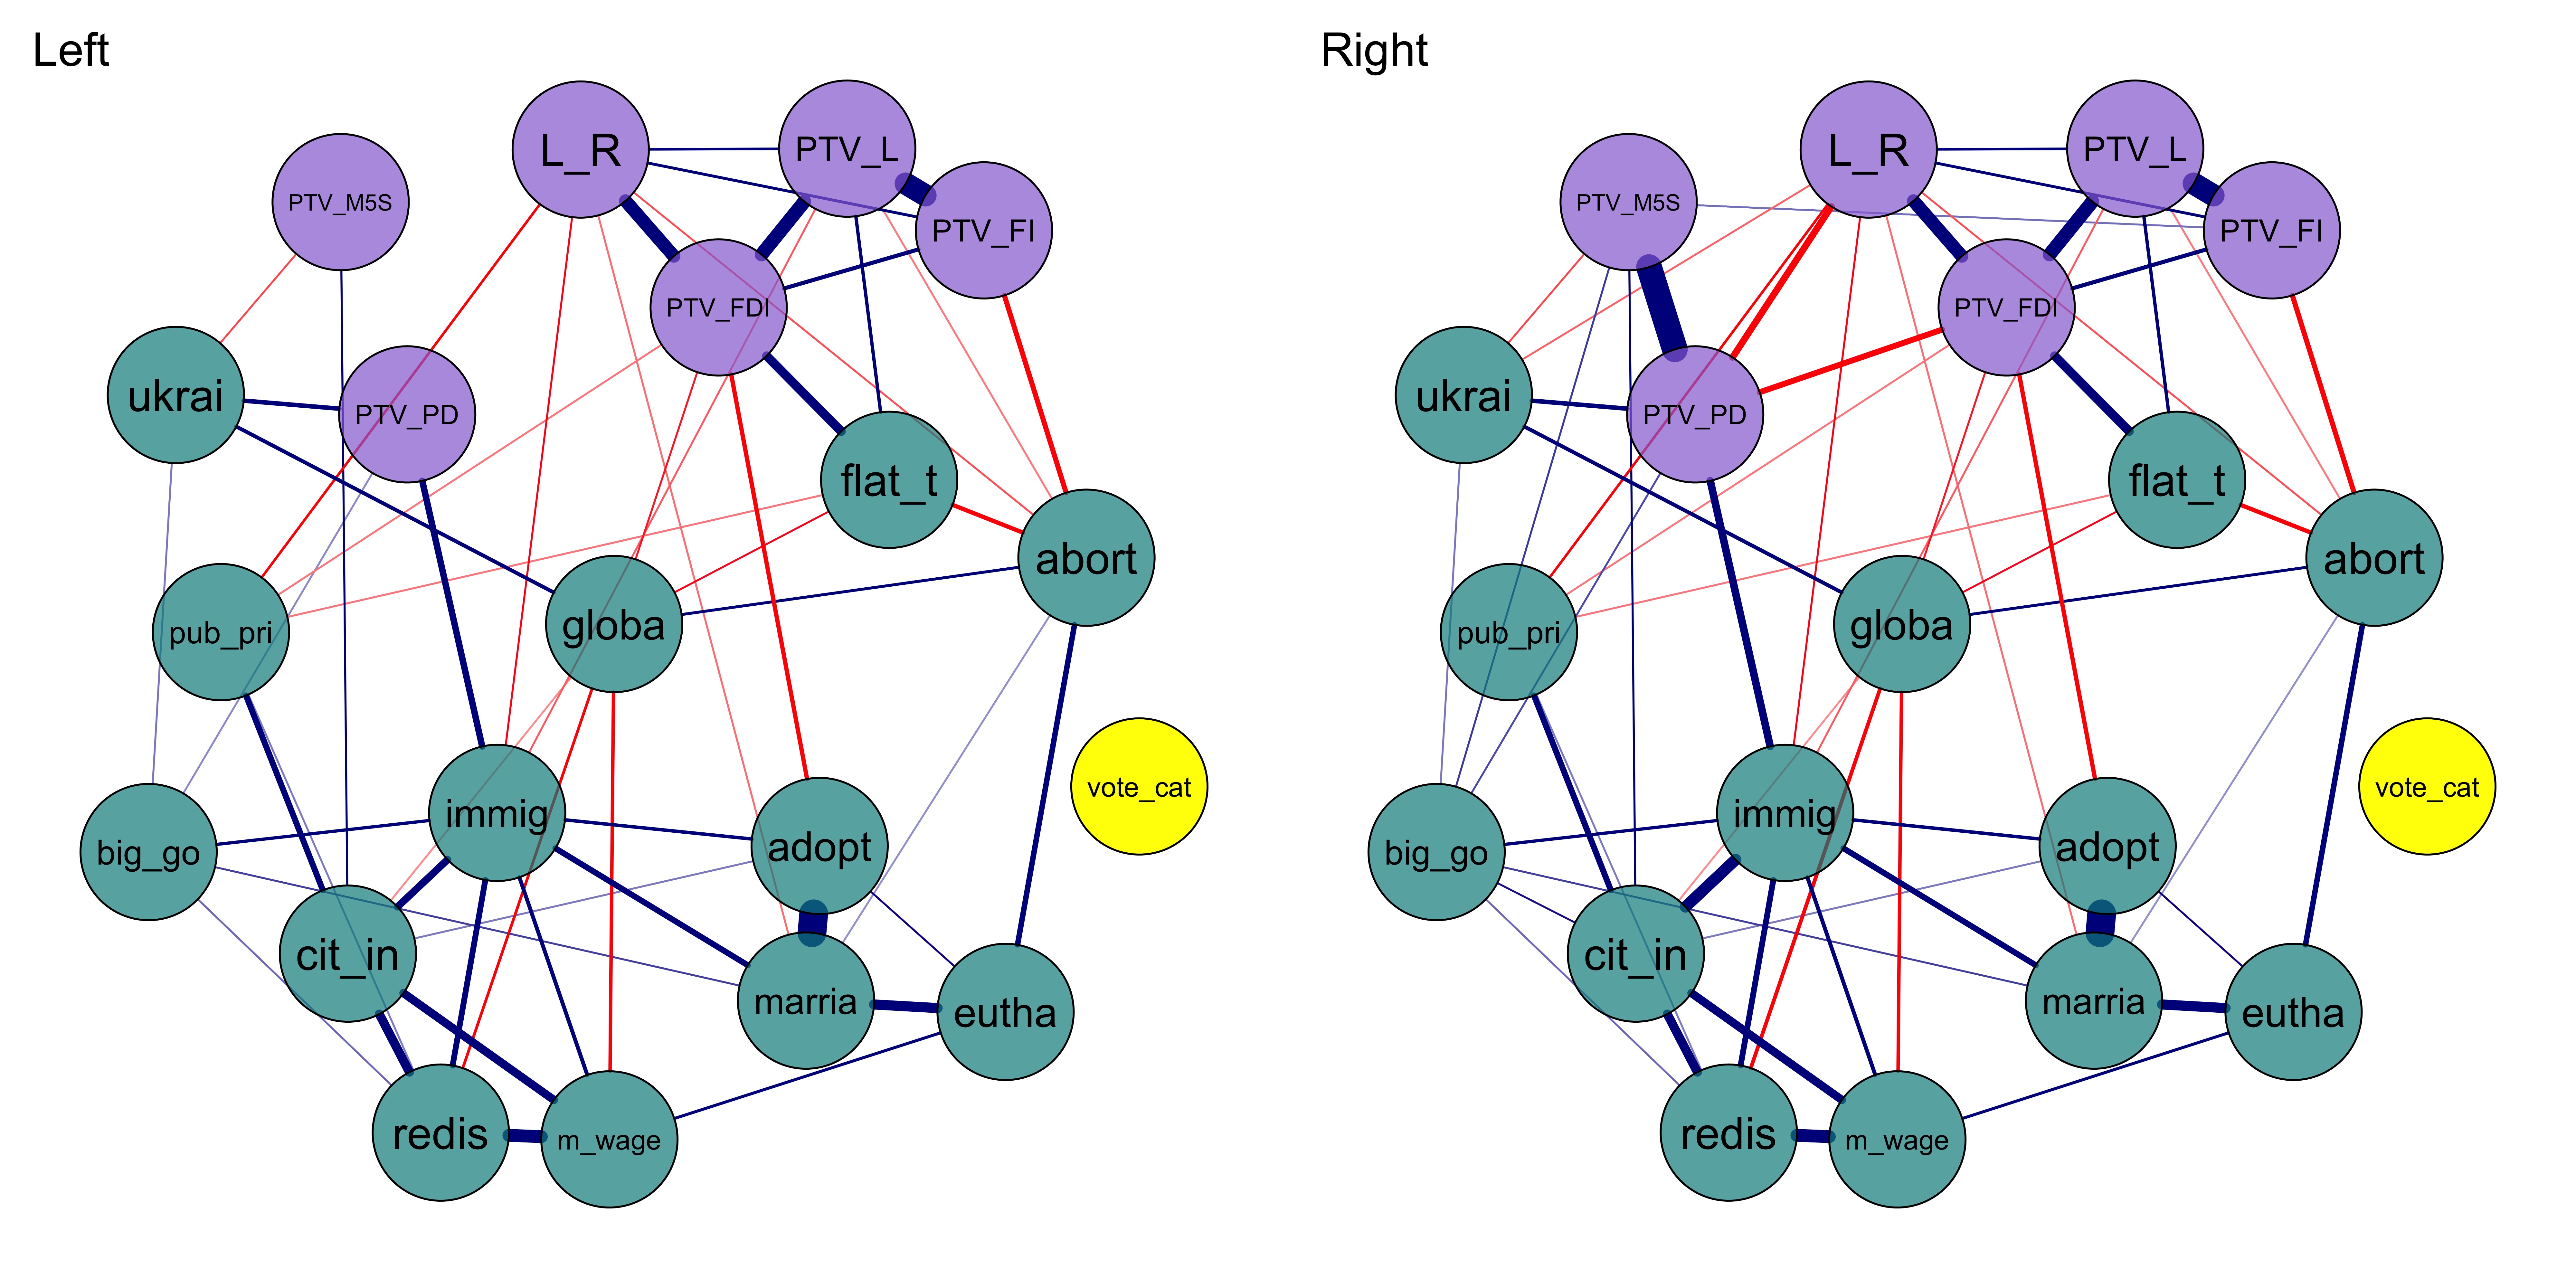 Left
L_R
PTV_L
PTV_M5S
PTV_FI
PTV_FDI
ukrai
PTV_PD
flat_t
abort
pub_pri
globa
vote_cat
immig
adopt
big_go
cit_in
marria
eutha
redis
m_wage
Right
L_R
PTV_L
PTV_M5S
PTV_FI
PTV_FDI
ukrai
PTV_PD
flat_t
abort
pub_pri
globa
vote_cat
immig
adopt
big_go
cit_in
marria
eutha
redis
m_wage